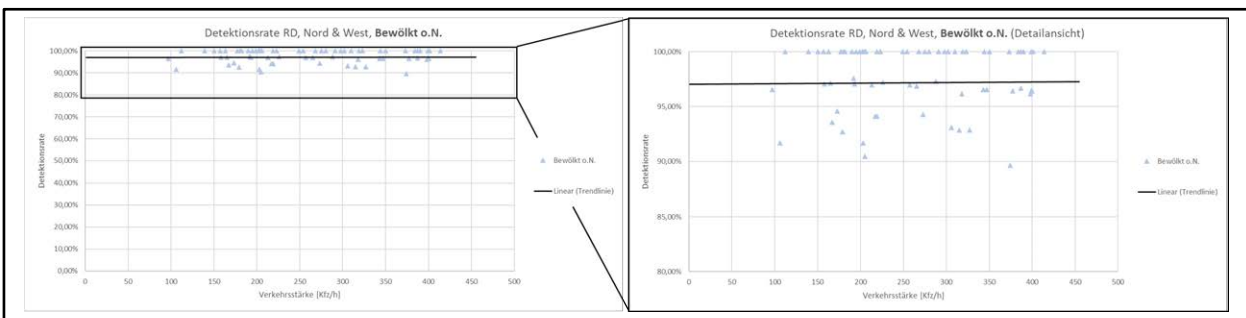 Detektionsrate RD, Nord & West, Bewölkt o.N.
Detektionsrate
100,00%
90,00%
80,00%
70,00%
60,00%
50,00%
40,00%
30,00%
20,00%
10,00%
0,00%
0 50 100 150 200 250 300 350 400 450 500
Verkehrsstärke [Kfz/h]
Bewölkt o.N.
Linear (Trendlinie)
Detektionsrate RD, Nord & West, Bewölkt o.N. (Detailansicht)
Detektionsrate
100,00%
95,00%
90,00%
85,00%
80,00%
0 50 100 150 200 250 300 350 400 450 500
Verkehrsstärke [Kfz/h]
Bewölkt o.N.
Linear (Trendlinie)